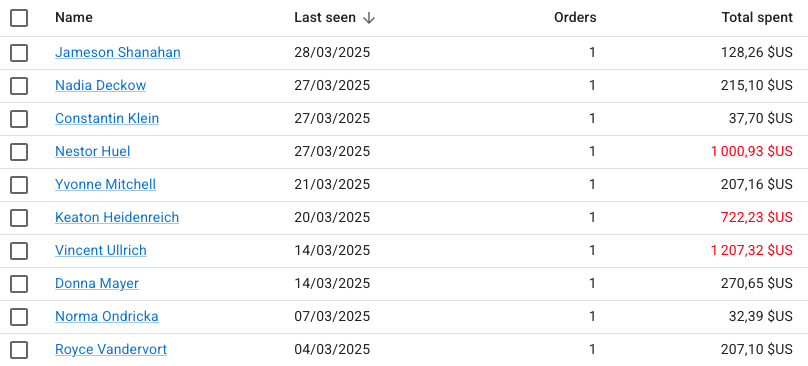 Name Last seen Orders Total spent
Jameson Shanahan 28/03/2025 1 128,26 $US
Nadia Deckow 27/03/2025 1 215,10 $US
Constantin Klein 27/03/2025 1 37,70 $US
Nestor Huel 27/03/2025 1 1 000,93 $US
Yvonne Mitchell 21/03/2025 1 207,16 $US
Keaton Heidenreich 20/03/2025 1 722,23 $US
Vincent Ullrich 14/03/2025 1 1 207,32 $US
Donna Mayer 14/03/2025 1 270,65 $US
Norma Ondricka 07/03/2025 1 32,39 $US
Royce Vandervort 04/03/2025 1 207,10 $US